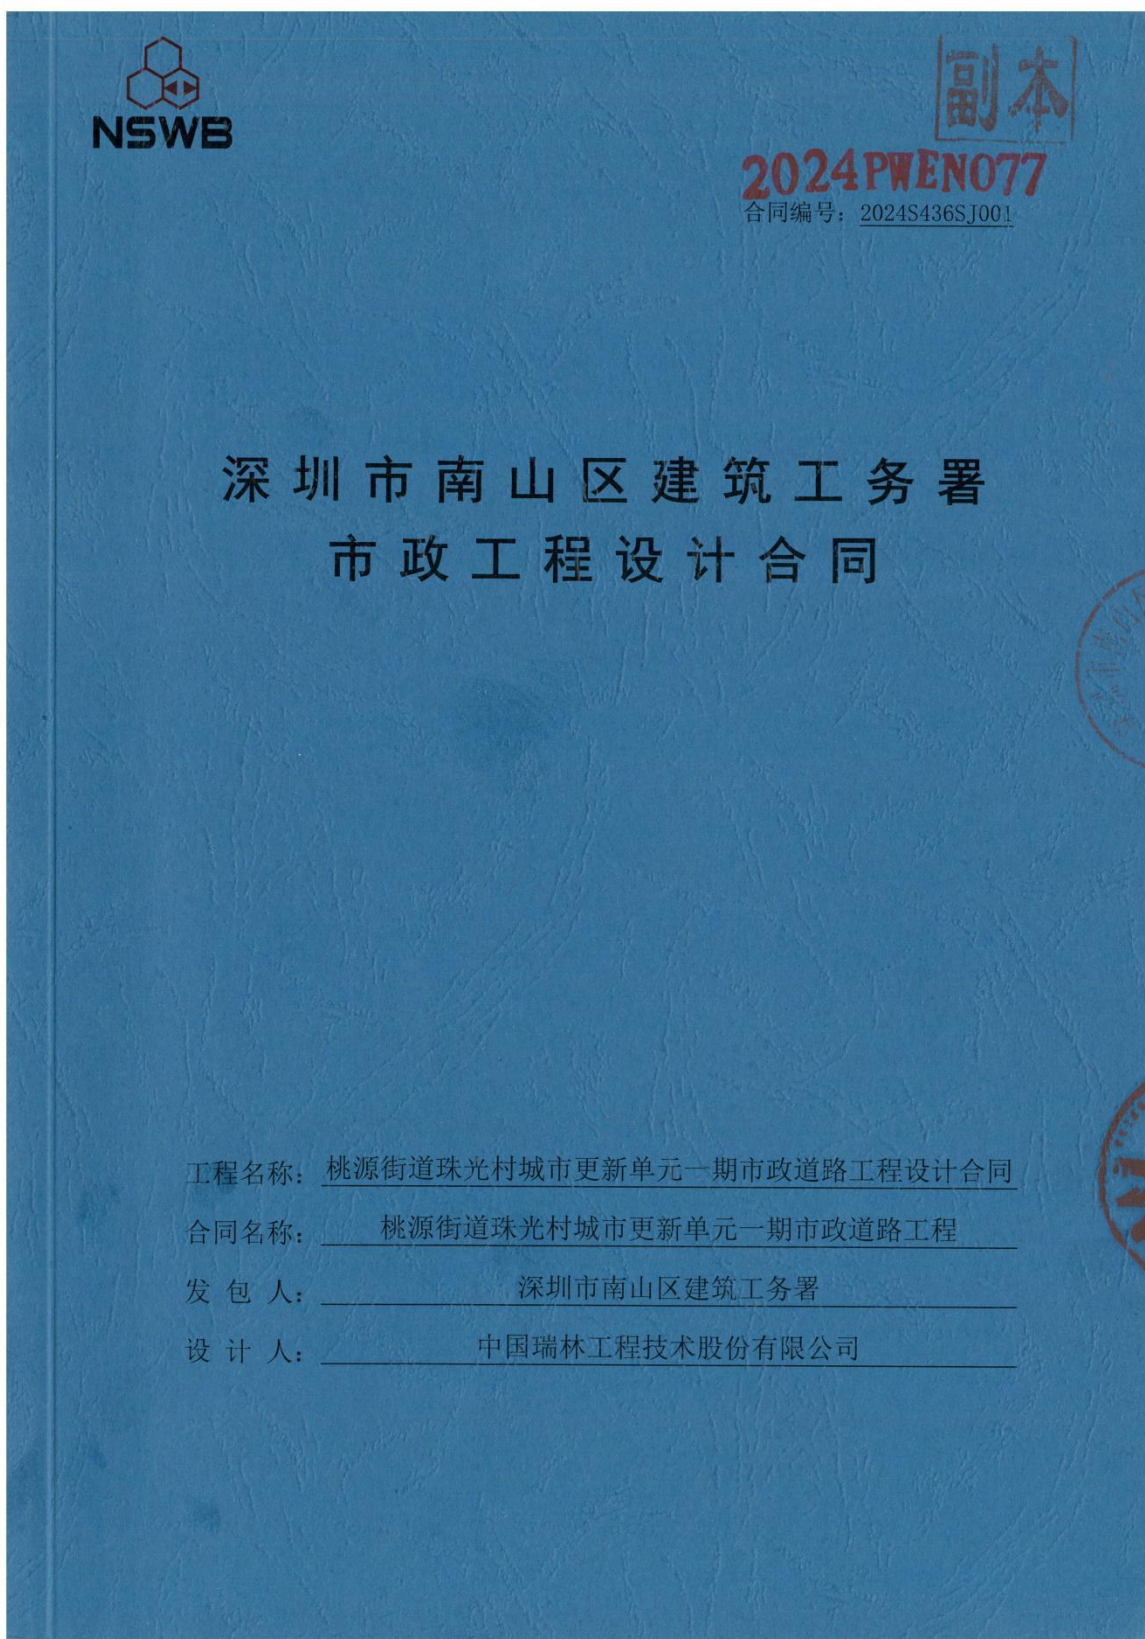 NSWB
副本
2024PWEN077
合同编号：2024S436SJ001
深圳市南山区建筑工务署
市政工程设计合同
工程名称：桃源街道珠光村城市更新单元一期市政道路工程设计合同
合同名称：桃源街道珠光村城市更新单元一期市政道路工程
发包人：深圳市南山区建筑工务署
设计人：中国瑞林工程技术股份有限公司